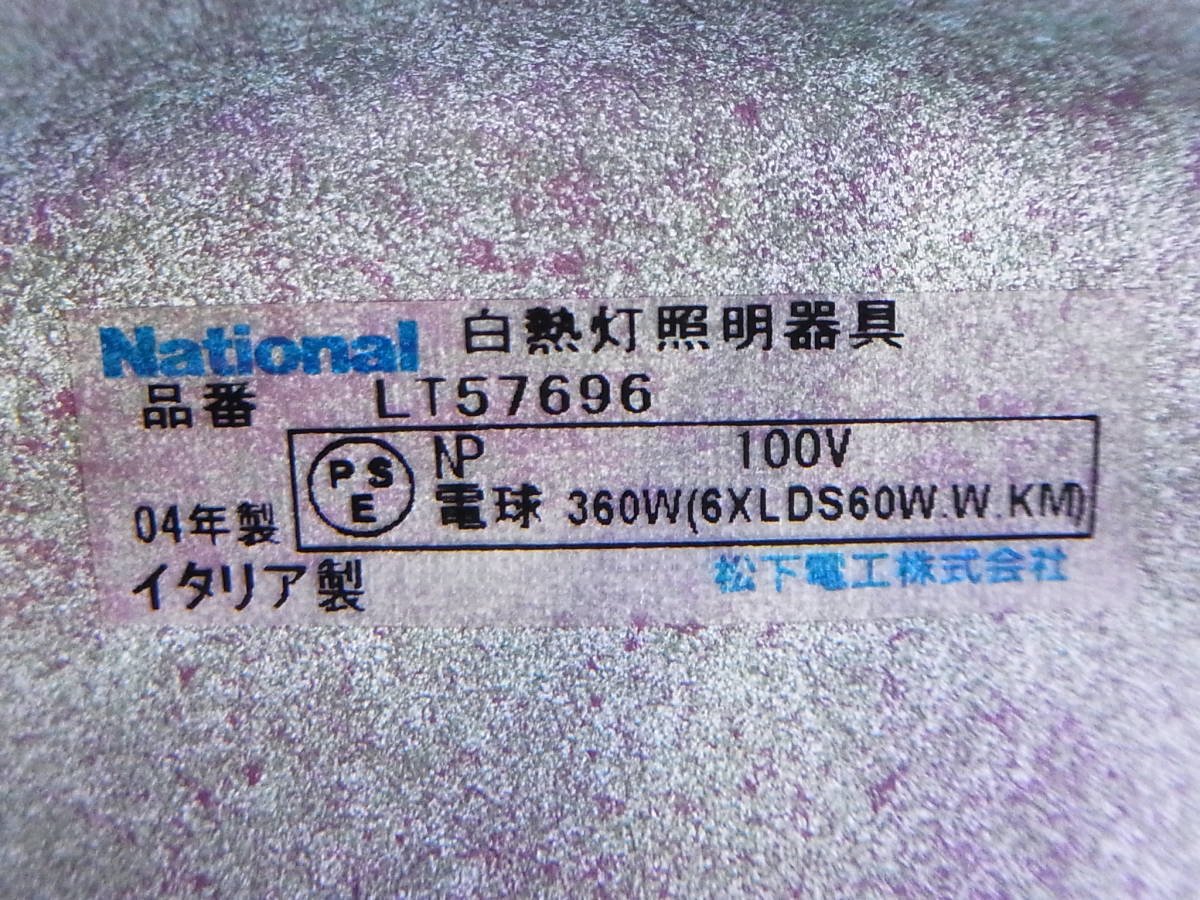 National 白熱灯照明器具
品番 LT57696
PSE NP 100V
電球 360W(6XLDS60W.W.KM)
04年製
イタリア製 松下電工株式会社